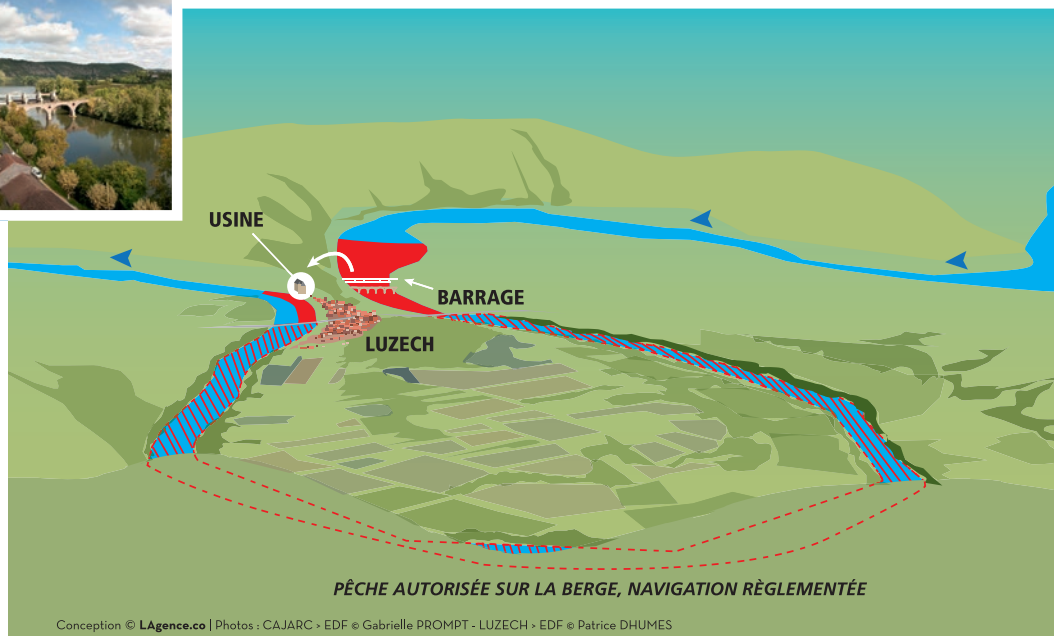 USINE
BARRAGE
LUZECH
PÊCHE AUTORISÉE SUR LA BERGE, NAVIGATION RÈGLEMENTÉE
Conception © LAgence.co | Photos : CAJARC > EDF © Gabrielle PROMPT - LUZECH > EDF © Patrice DHUMES